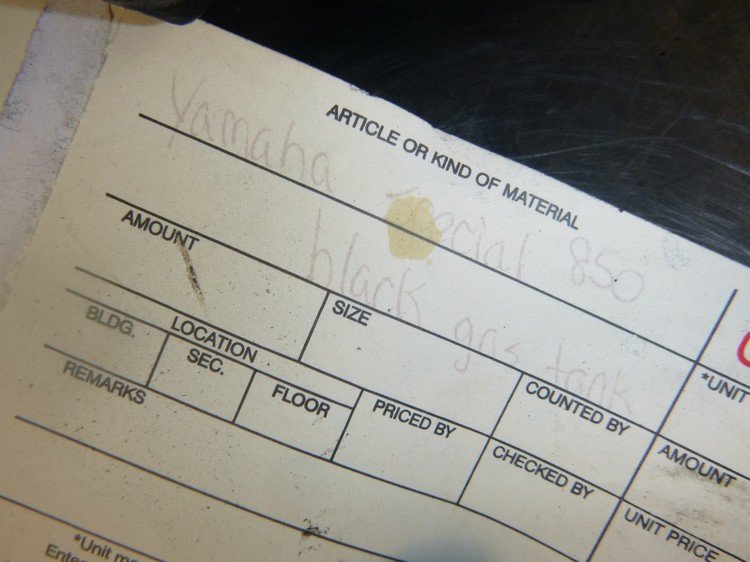 ARTICLE OR KIND OF MATERIAL
Yamaha Special 850
black gas tank
AMOUNT
SIZE
*UNIT
LOCATION
BLDG.
SEC.
FLOOR
PRICED BY
COUNTED BY
AMOUNT
REMARKS
CHECKED BY
UNIT PRICE
*Unit